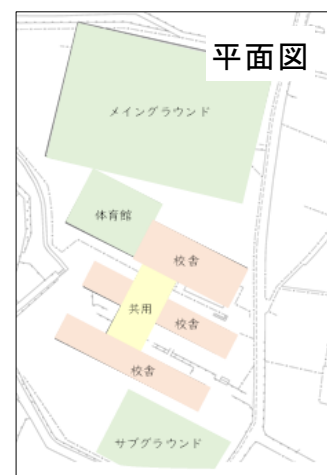 平面図
メイングラウンド
体育館
校舎
共用
校舎
校舎
サブグラウンド